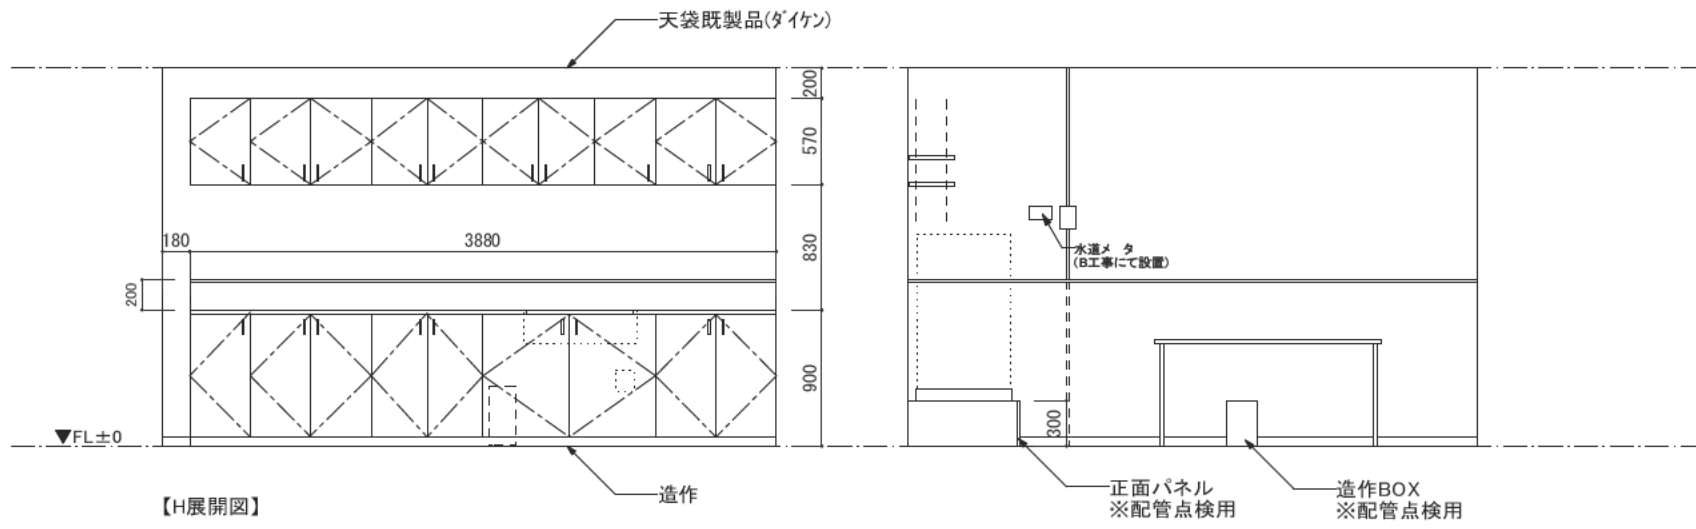 天袋既製品(ダイケン)
200
570
180
3880
830
水道メ タ
(B工事にて設置)
200
900
300
▼FL±0
造作
正面パネル
※配管点検用
造作BOX
※配管点検用
【H展開図】